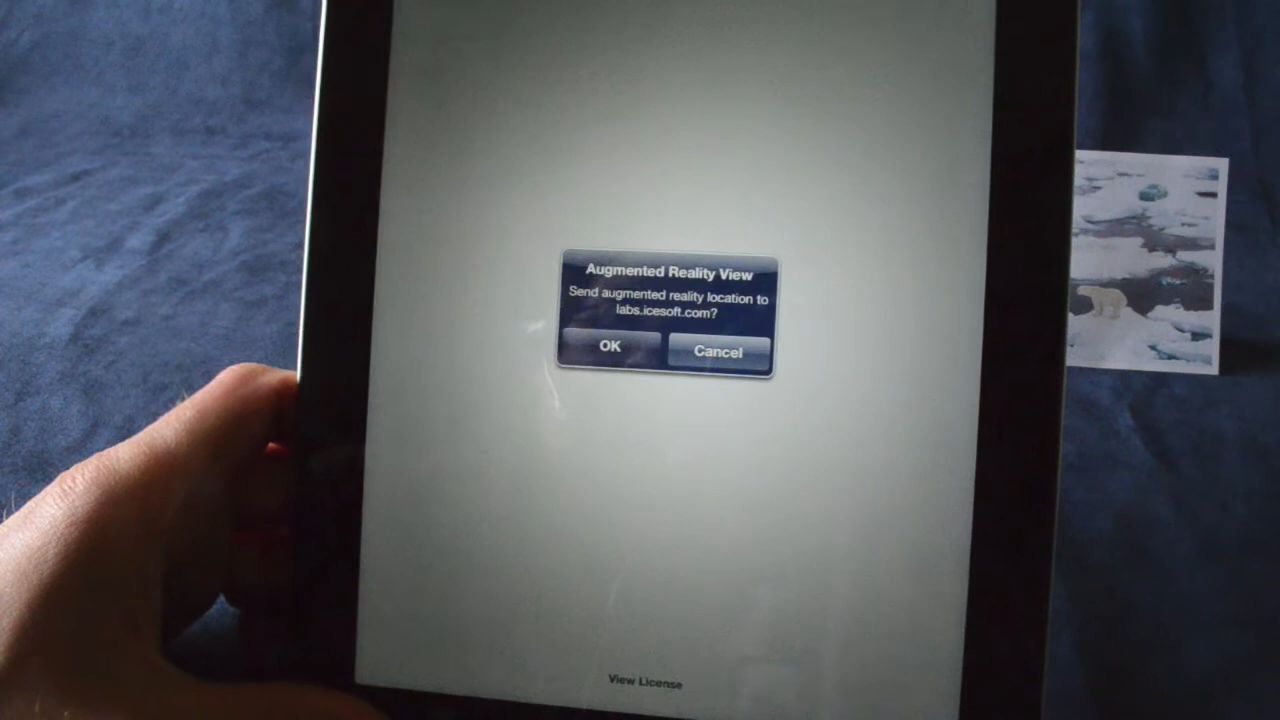 Augmented Reality View
Send augmented reality location to
labs.icesoft.com?
OK
Cancel
View License